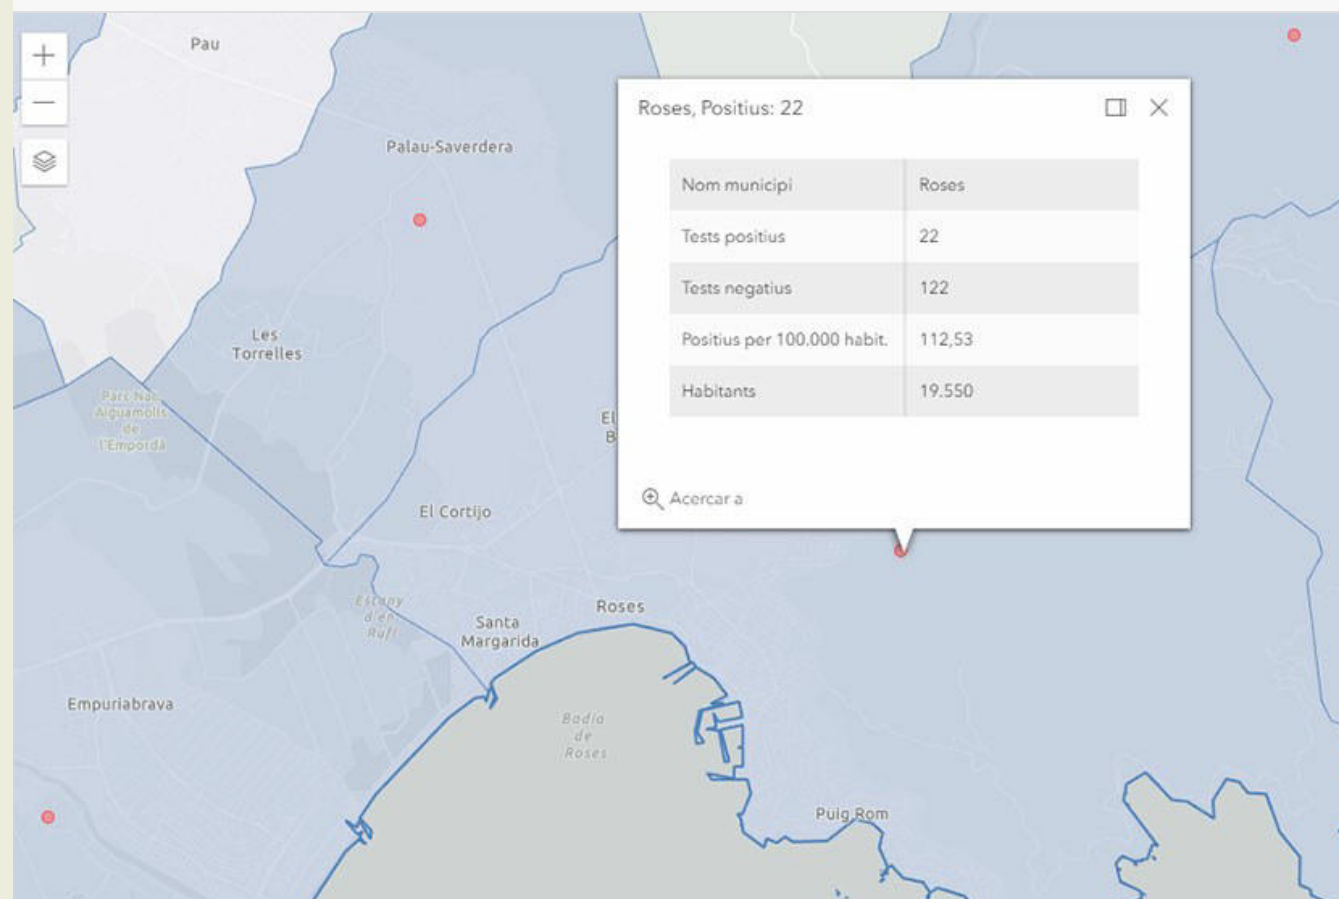 Pau
Palau-Saverdera
Roses, Positius: 22
Nom municipi Roses
Tests positius 22
Tests negatius 122
Positius per 100.000 habit. 112,53
Habitants 19.550
Acercar a
Les
Torrelles
Parc Nat.
Aiguamolls
de
l'Empordà
El
B
El Cortijo
Estany
d'en
Rufí
Santa
Margarida
Roses
Empuriabrava
Badia
de
Roses
Puig Rom